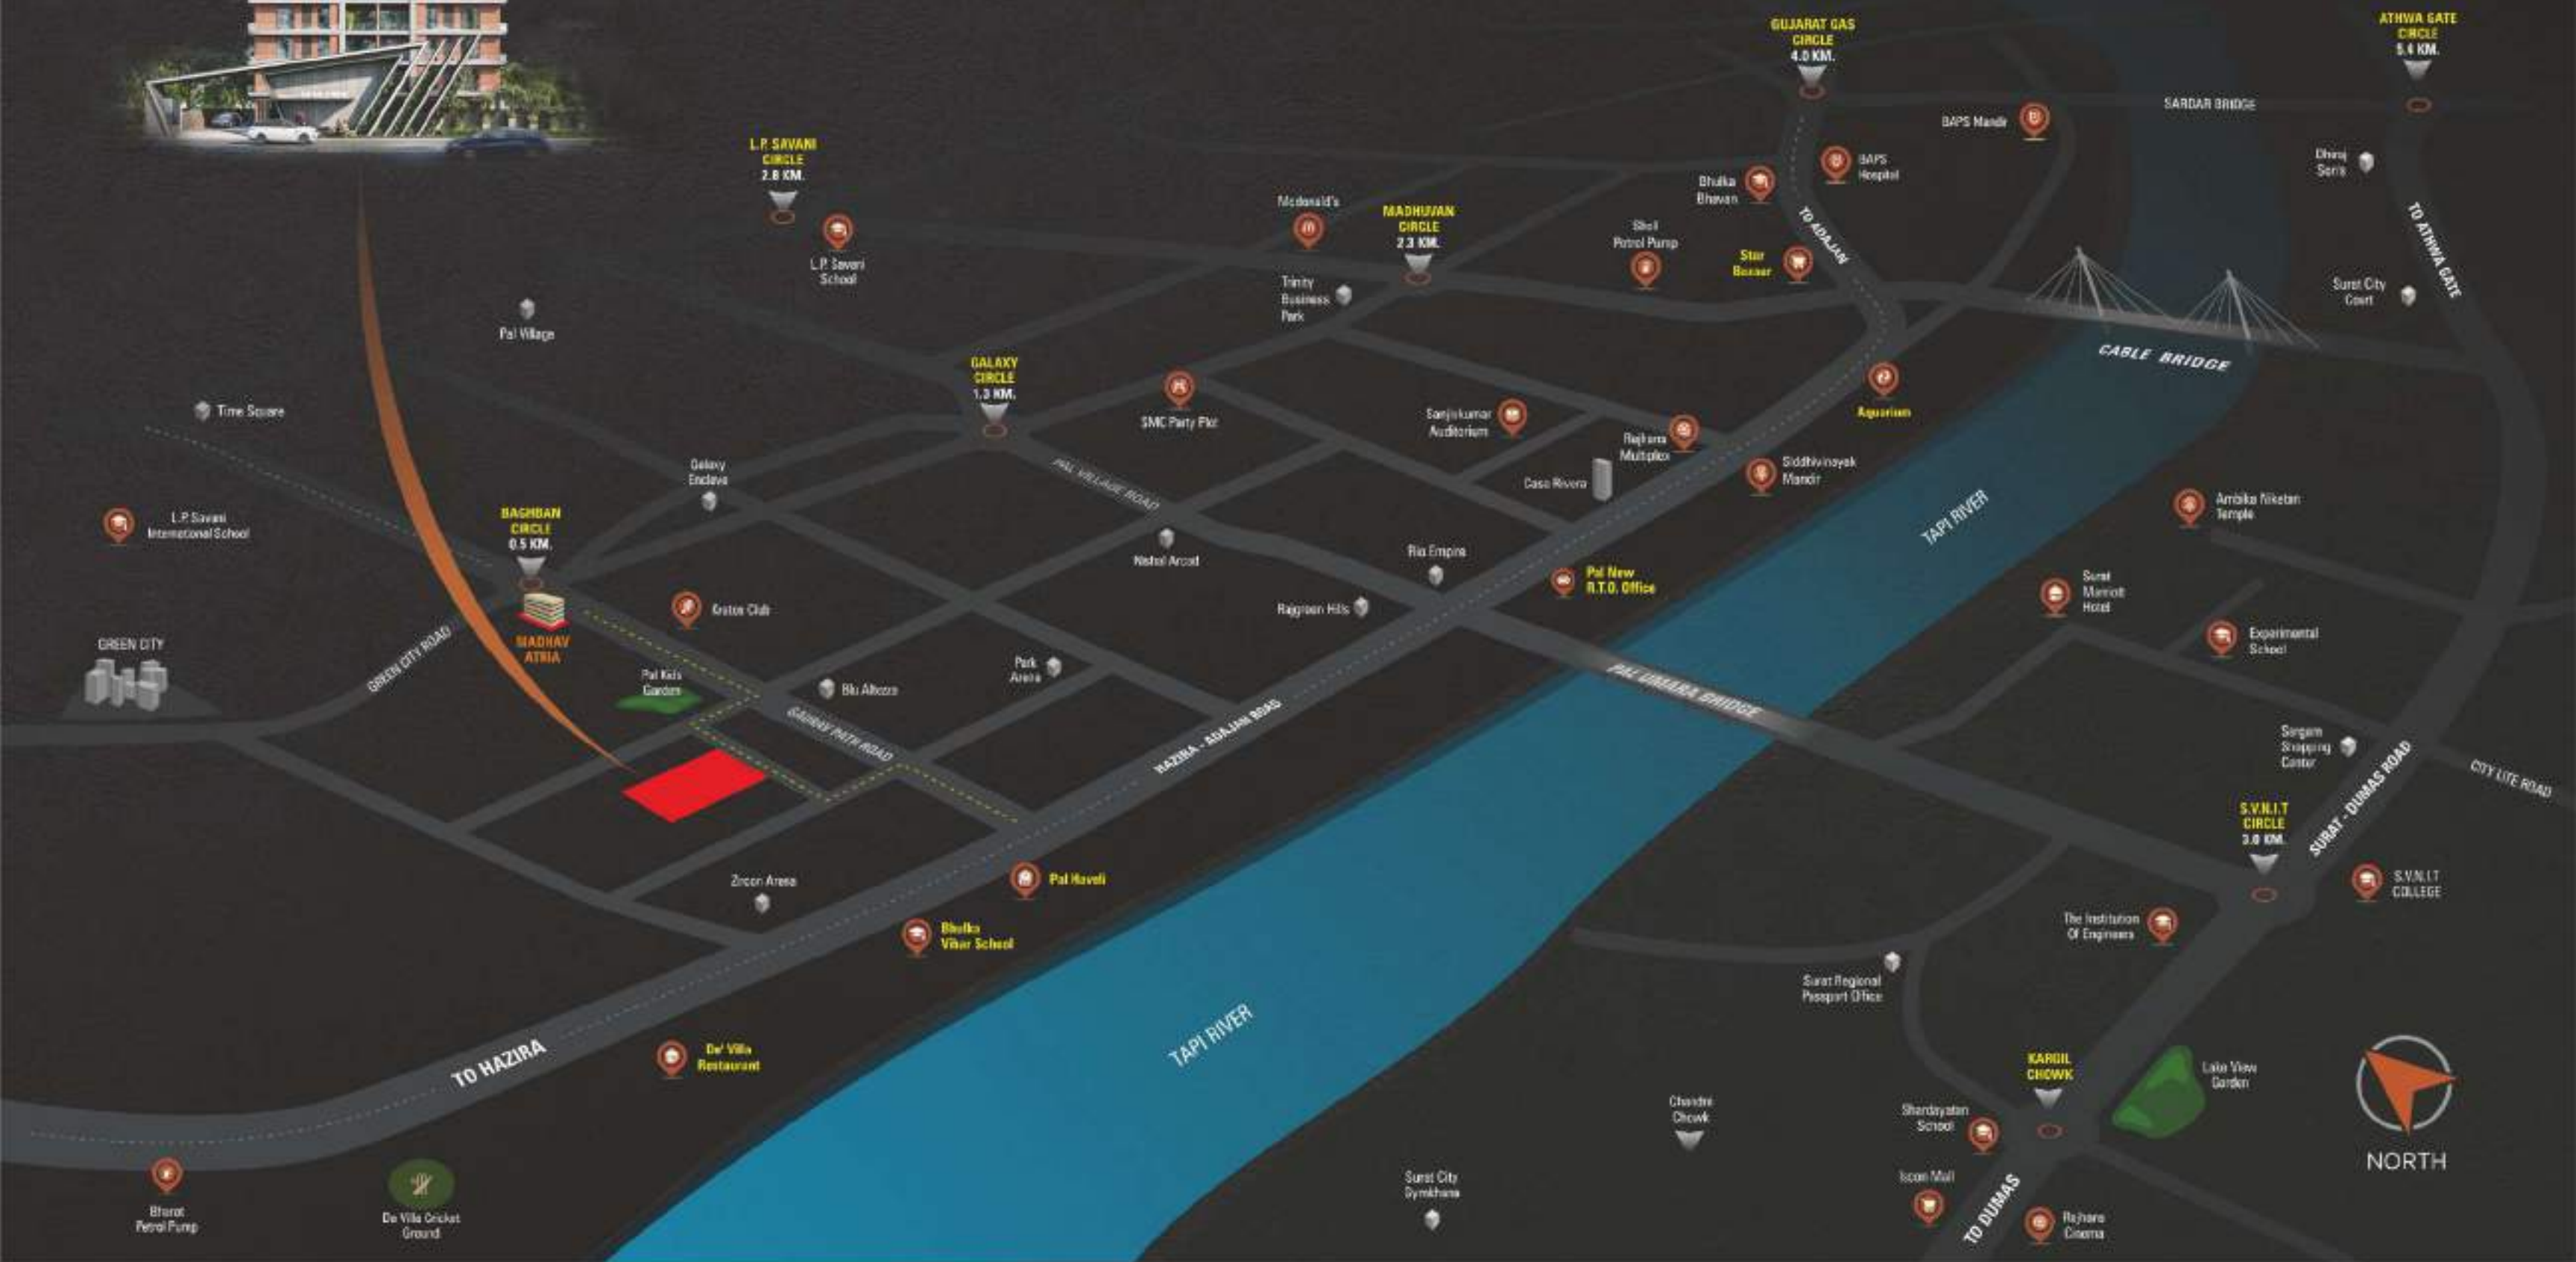 GUJARAT GAS
CIRCLE
4.0 KM.
ATHWA GATE
CIRCLE
5.4 KM.
SARDAR BRIDGE
BAPS Mandir
L.P. SAVANI
CIRCLE
2.8 KM.
Dhiraj
Son's
BAPS
Hospital
Bhulka
Bhavan
Mcdonald's
MADHUVAN
CIRCLE
2.3 KM.
TO ADAJAN
TO ATHWA GATE
Shell
Petrol Pump
Star
Bazaar
L.P. Savani
School
Trinity
Business
Park
Surat City
Court
Pal Village
CABLE BRIDGE
GALAXY
CIRCLE
1.3 KM.
Time Square
SMC Party Plot
Sanjivkumar
Auditorium
Aquarium
Rajhans
Multiplex
Galaxy
Enclave
PAL VILLAGE ROAD
Casa Rivera
Siddhivinayak
Mandir
TAPI RIVER
Ambika Niketan
Temple
L.P. Savani
International School
BAGHBAN
CIRCLE
0.5 KM.
Nishal Arcad
Rio Empire
Pal New
R.T.O. Office
Surat
Marriott
Hotel
Kraton Club
Rajgreen Hills
GREEN CITY
GREEN CITY ROAD
MADHAV
ATRIA
Experimental
School
Pal Kids
Garden
Park
Arena
Blu Altezza
PAL UMARA BRIDGE
GAURAV PATH ROAD
HAZIRA - ADAJAN ROAD
Sargam
Shopping
Center
CITY LITE ROAD
SURAT - DUMAS ROAD
S.V.N.I.T
CIRCLE
3.0 KM.
Zircon Arena
Pal Haveli
S.V.N.I.T
COLLEGE
Bhulka
Vihar School
The Institution
Of Engineers
Surat Regional
Passport Office
TO HAZIRA
De' Villa
Restaurant
TAPI RIVER
KARGIL
CHOWK
Lake View
Garden
Chandni
Chowk
Shardayatan
School
NORTH
Iscon Mall
Surat City
Gymkhana
TO DUMAS
Rajhans
Cinema
Bharat
Petrol Pump
De Villa Cricket
Ground